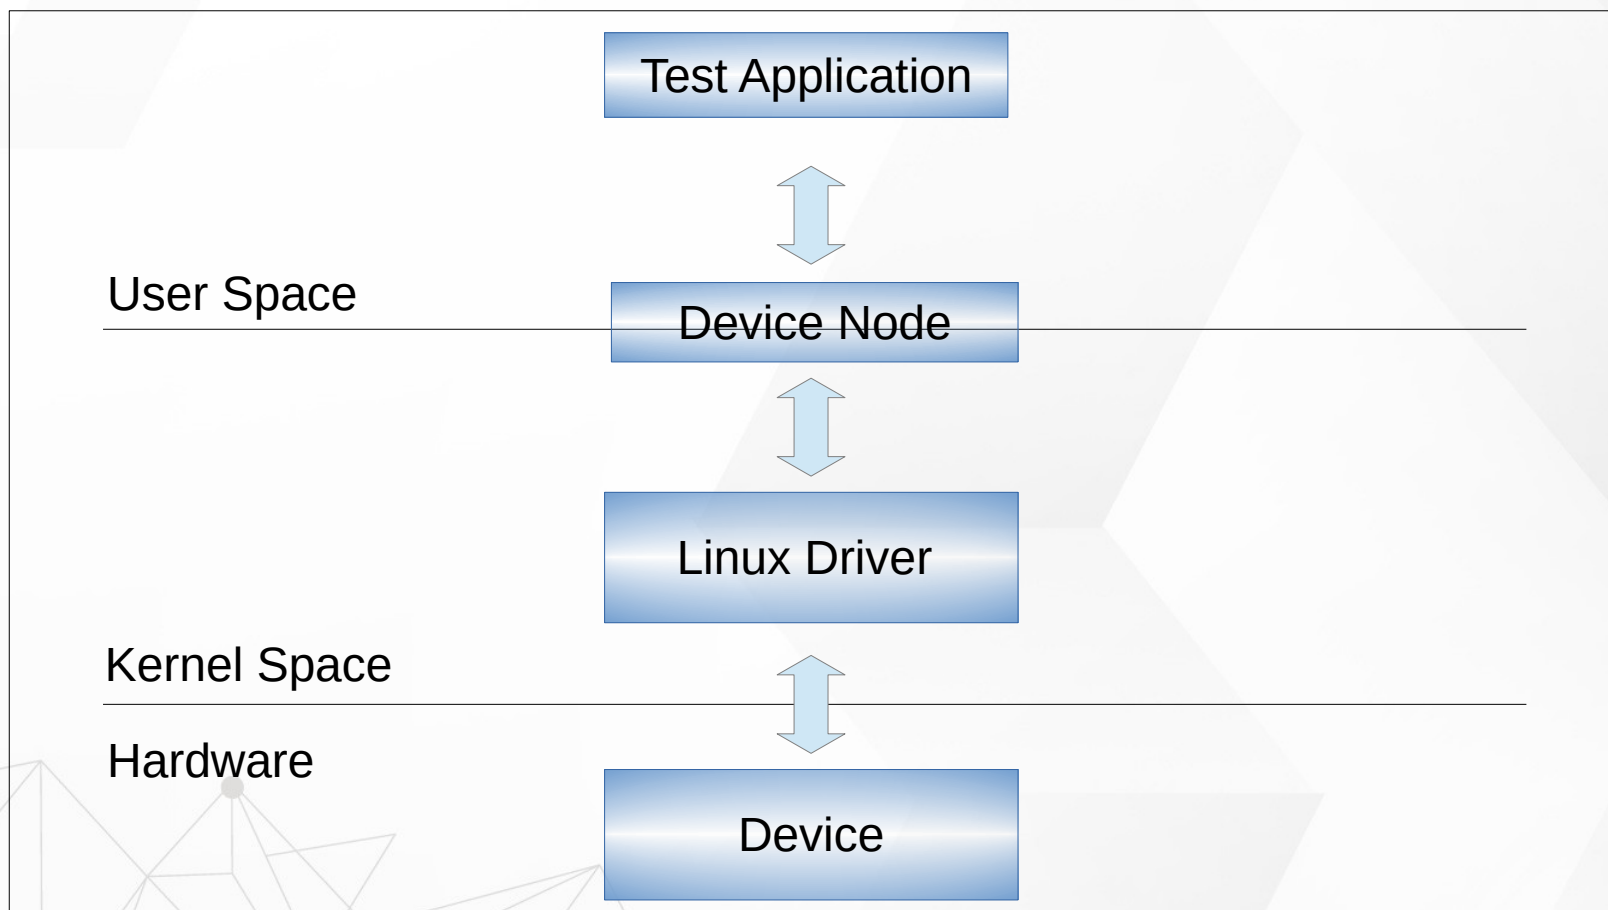 Test Application
User Space
Device Node
Linux Driver
Kernel Space
Hardware
Device